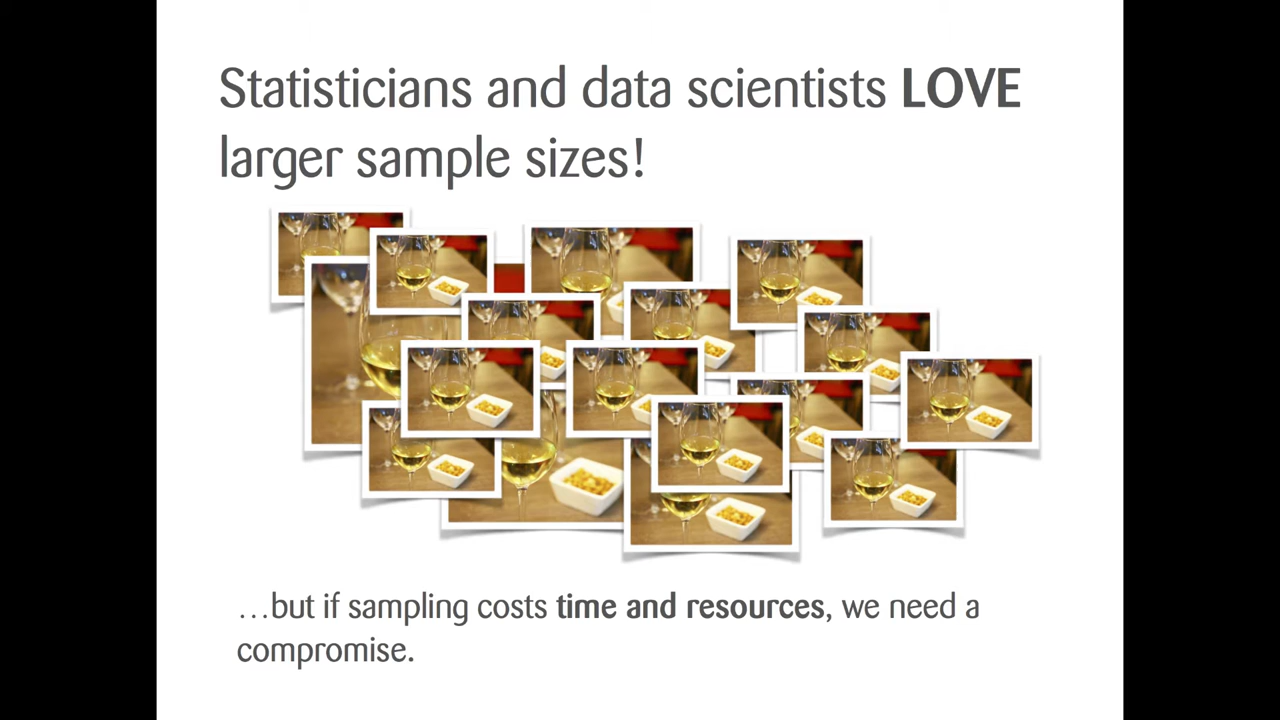 Statisticians and data scientists LOVE
larger sample sizes!
…but if sampling costs time and resources, we need a
compromise.